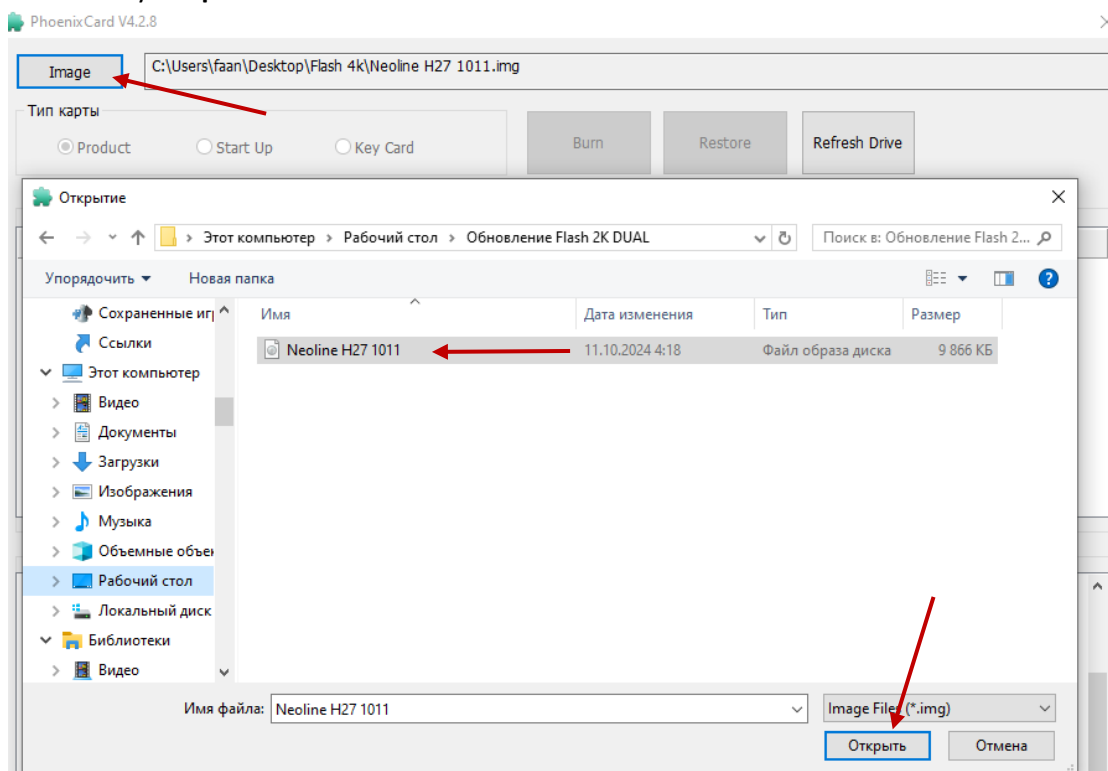 PhoenixCard V4.2.8
Image
C:\Users\faan\Desktop\Flash 4k\Neoline H27 1011.img
Тип карты
Product Start Up Key Card
Burn Restore Refresh Drive
Открытие
Этот компьютер › Рабочий стол › Обновление Flash 2K DUAL
Поиск в: Обновление Flash 2...
Упорядочить Новая папка
Имя Дата изменения Тип Размер
Neoline H27 1011 11.10.2024 4:18 Файл образа диска 9 866 КБ
Сохраненные игр
Ссылки
Этот компьютер
Видео
Документы
Загрузки
Изображения
Музыка
Объемные объек
Рабочий стол
Локальный диск
Библиотеки
Видео
Имя файла: Neoline H27 1011 Image Files (*.img)
Открыть Отмена